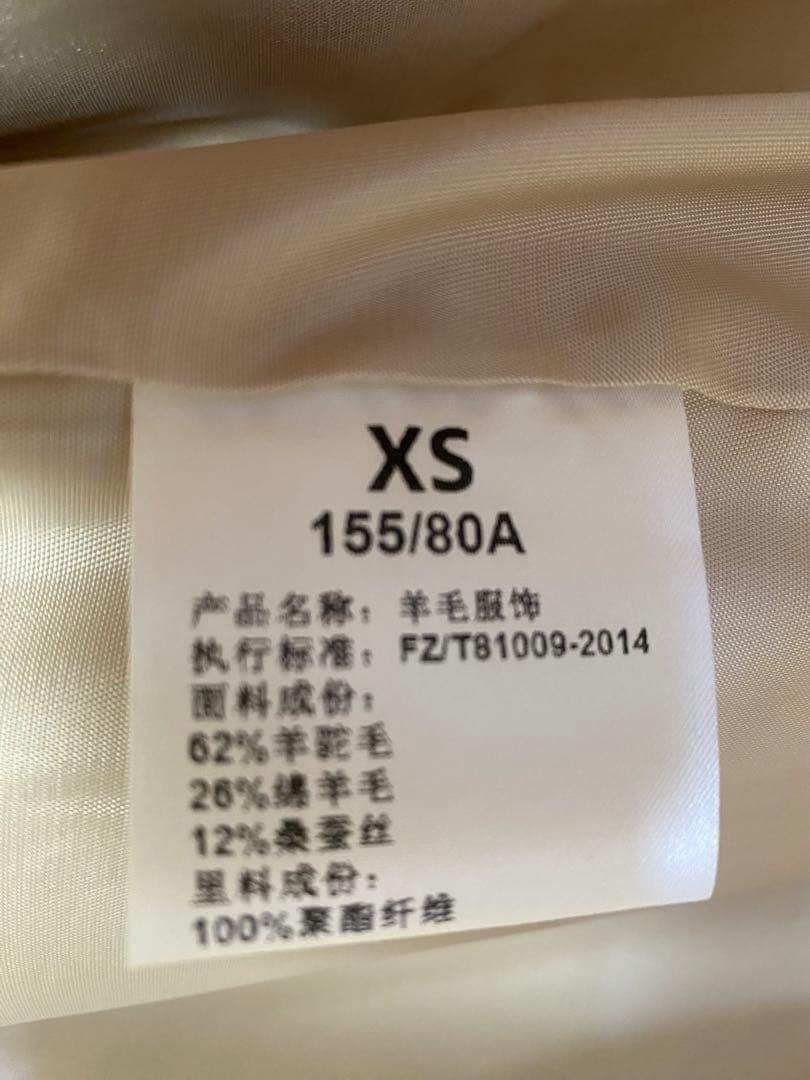 XS
155/80A
产品名称：羊毛服饰
执行标准：FZ/T81009-2014
面料成份：
62%羊驼毛
26%绵羊毛
12%桑蚕丝
里料成份：
100%聚酯纤维